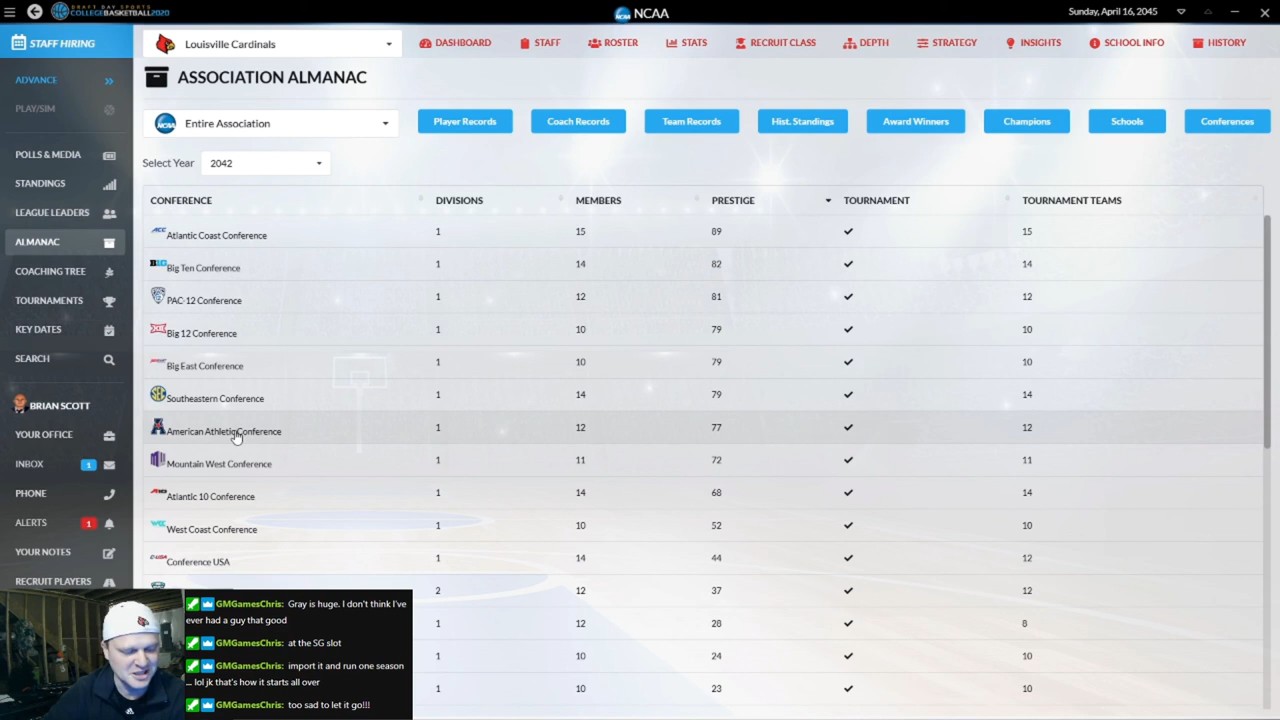 DRAFT DAY SPORTS
COLLEGE BASKETBALL 2020
NCAA
Sunday, April 16, 2045
STAFF HIRING
Louisville Cardinals
DASHBOARD
STAFF
ROSTER
STATS
RECRUIT CLASS
DEPTH
STRATEGY
INSIGHTS
SCHOOL INFO
HISTORY
ADVANCE
PLAY/SIM
POLLS & MEDIA
STANDINGS
LEAGUE LEADERS
ALMANAC
COACHING TREE
TOURNAMENTS
KEY DATES
SEARCH
BRIAN SCOTT
YOUR OFFICE
INBOX 1
PHONE
ALERTS 1
YOUR NOTES
RECRUIT PLAYERS
ASSOCIATION ALMANAC
Entire Association
Player Records
Coach Records
Team Records
Hist. Standings
Award Winners
Champions
Schools
Conferences
Select Year 2042
CONFERENCE DIVISIONS MEMBERS PRESTIGE TOURNAMENT TOURNAMENT TEAMS
Atlantic Coast Conference 1 15 89 ✔ 15
Big Ten Conference 1 14 82 ✔ 14
PAC-12 Conference 1 12 81 ✔ 12
Big 12 Conference 1 10 79 ✔ 10
Big East Conference 1 10 79 ✔ 10
Southeastern Conference 1 14 79 ✔ 14
American Athletic Conference 1 12 77 ✔ 12
Mountain West Conference 1 11 72 ✔ 11
Atlantic 10 Conference 1 14 68 ✔ 14
West Coast Conference 1 10 52 ✔ 10
Conference USA 1 14 44 ✔ 12
2 12 37 ✔ 12
1 12 28 ✔ 8
1 10 24 ✔ 10
1 10 23 ✔ 10
GMGamesChris: Gray is huge. I don't think I've
ever had a guy that good
GMGamesChris: at the SG slot
GMGamesChris: import it and run one season
... lol jk that's how it starts all over
GMGamesChris: too sad to let it go!!!